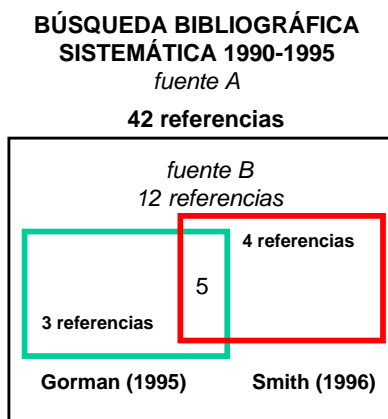 BÚSQUEDA BIBLIOGRÁFICA
SISTEMÁTICA 1990-1995
fuente A
42 referencias
fuente B
12 referencias
4 referencias
5
3 referencias
Gorman (1995)
Smith (1996)